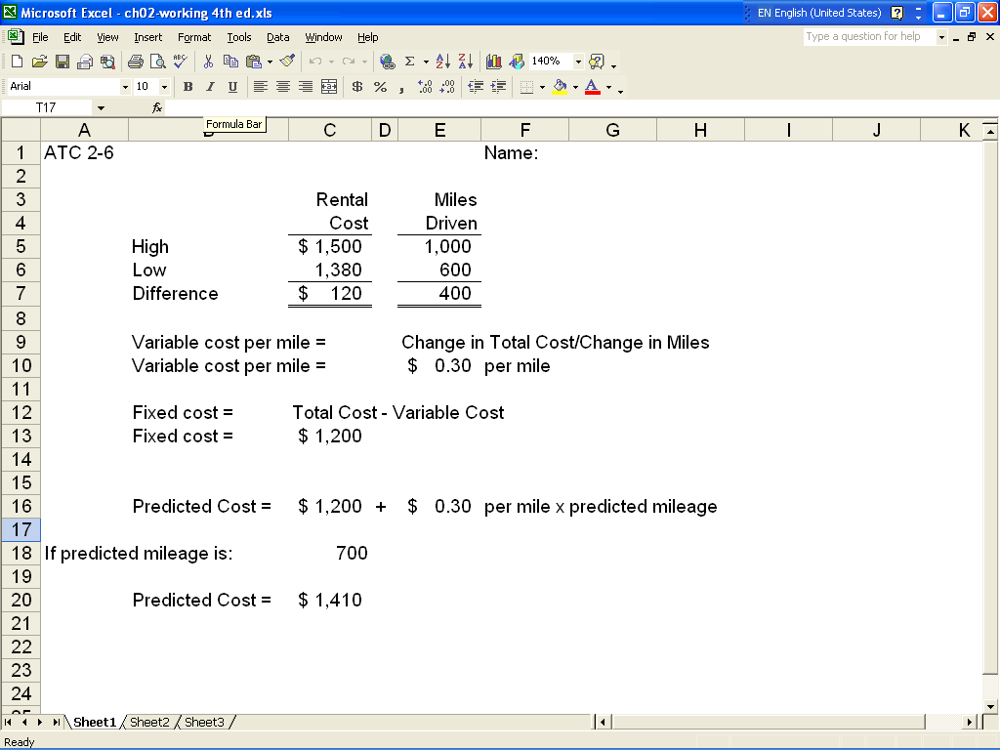 Microsoft Excel - ch02-working 4th ed.xls EN English (United States)
File Edit View Insert Format Tools Data Window Help Type a question for help
140%
Arial 10 B I U $ % ,
T17 fx
Formula Bar
A C D E F G H I J K
1 ATC 2-6 Name:
2
3 Rental Miles
4 Cost Driven
5 High $ 1,500 1,000
6 Low 1,380 600
7 Difference $ 120 400
8
9 Variable cost per mile = Change in Total Cost/Change in Miles
10 Variable cost per mile = $ 0.30 per mile
11
12 Fixed cost = Total Cost - Variable Cost
13 Fixed cost = $ 1,200
14
15
16 Predicted Cost = $ 1,200 + $ 0.30 per mile x predicted mileage
17
18 If predicted mileage is: 700
19
20 Predicted Cost = $ 1,410
21
22
23
24
Sheet1 Sheet2 Sheet3
Ready